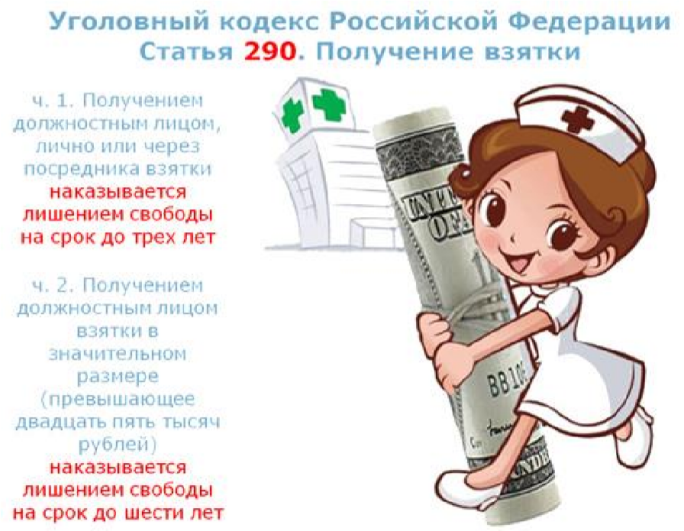 Уголовный кодекс Российской Федерации
Статья 290. Получение взятки
ч. 1. Получением
должностным лицом,
лично или через
посредника взятки
наказывается
лишением свободы
на срок до трех лет
ч. 2. Получением
должностным лицом
взятки в
значительном
размере
(превышающее
двадцать пять тысяч
рублей)
наказывается
лишением свободы
на срок до шести лет
BB10